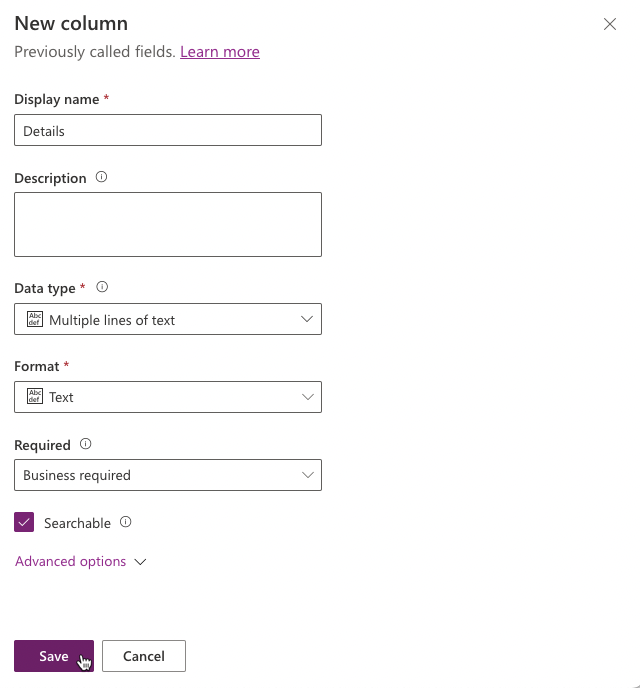 New column
Previously called fields. Learn more
Display name *
Details
Description
Data type *
Abc
def
Multiple lines of text
Format *
Abc
def
Text
Required
Business required
Searchable
Advanced options
Save
Cancel